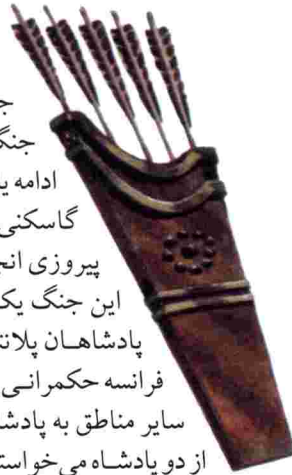 جنگ
ادامه یا
گاسکنی
پیروزی انج
این جنگ یک
پادشاهان پلانت
فرانسه حکمرانی
سایر مناطق به پادشا
از دو پادشاه می‌خواست